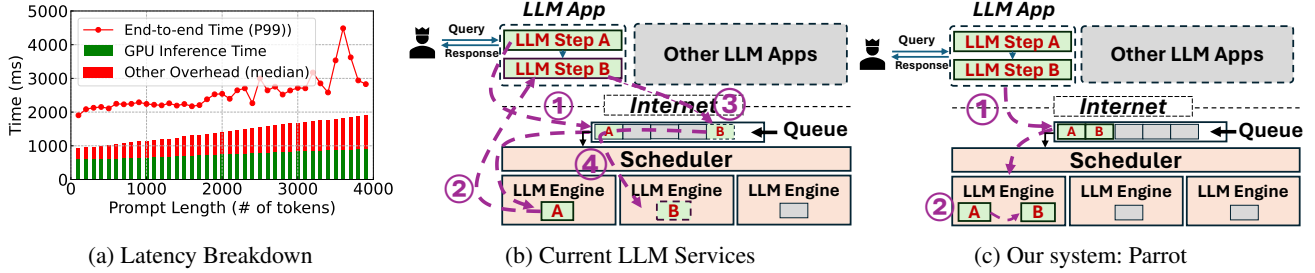 5000
4000
3000
2000
1000
0
Time (ms)
End-to-end Time (P99))
GPU Inference Time
Other Overhead (median)
0 1000 2000 3000 4000
Prompt Length (# of tokens)
(a) Latency Breakdown
LLM App
Query
Response
LLM Step A
LLM Step B
Other LLM Apps
① Internet ③
A B Queue
④
Scheduler
②
LLM Engine LLM Engine LLM Engine
A B
(b) Current LLM Services
LLM App
Query
Response
LLM Step A
LLM Step B
Other LLM Apps
① Internet
A B Queue
Scheduler
LLM Engine LLM Engine LLM Engine
② A B
(c) Our system: Parrot